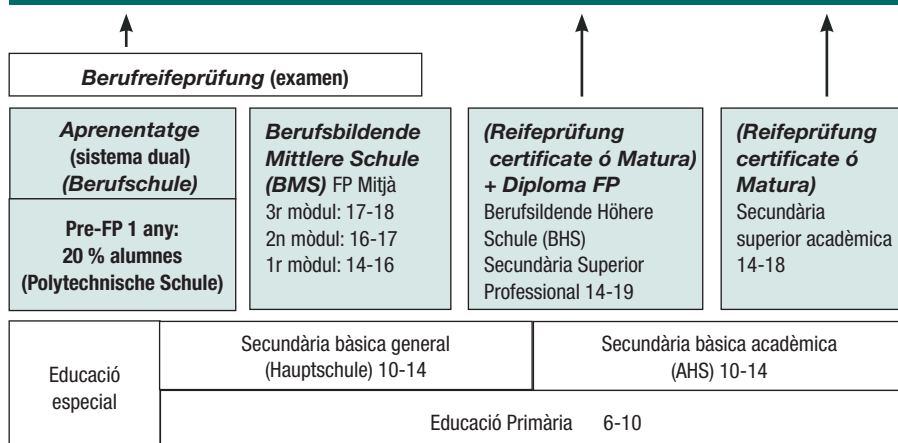 Berufreifeprüfung (examen)
Aprenentatge
(sistema dual)
(Berufschule)
Pre-FP 1 any:
20 % alumnes
(Polytechnische Schule)
Berufsbildende
Mittlere Schule
(BMS) FP Mitjà
3r mòdul: 17-18
2n mòdul: 16-17
1r mòdul: 14-16
(Reifeprüfung
certificate ó Matura)
+ Diploma FP
Berufsildende Höhere
Schule (BHS)
Secundària Superior
Professional 14-19
(Reifeprüfung
certificate ó
Matura)
Secundària
superior acadèmica
14-18
Educació
especial
Secundària bàsica general
(Hauptschule) 10-14
Secundària bàsica acadèmica
(AHS) 10-14
Educació Primària 6-10